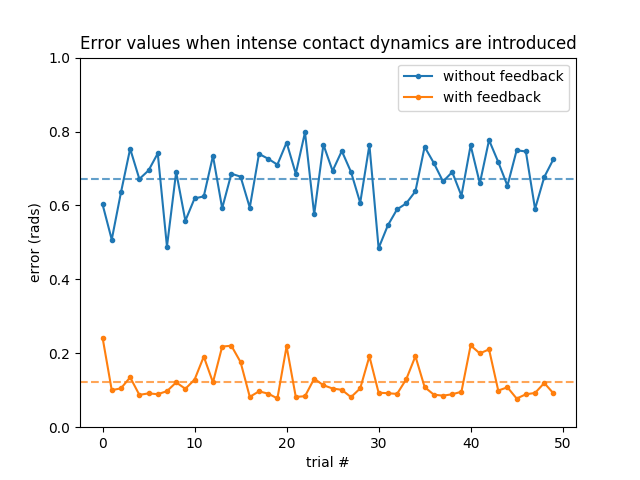 Error values when intense contact dynamics are introduced
1.0
without feedback
with feedback
0.8
0.6
error (rads)
0.4
0.2
0.0
0 10 20 30 40 50
trial #